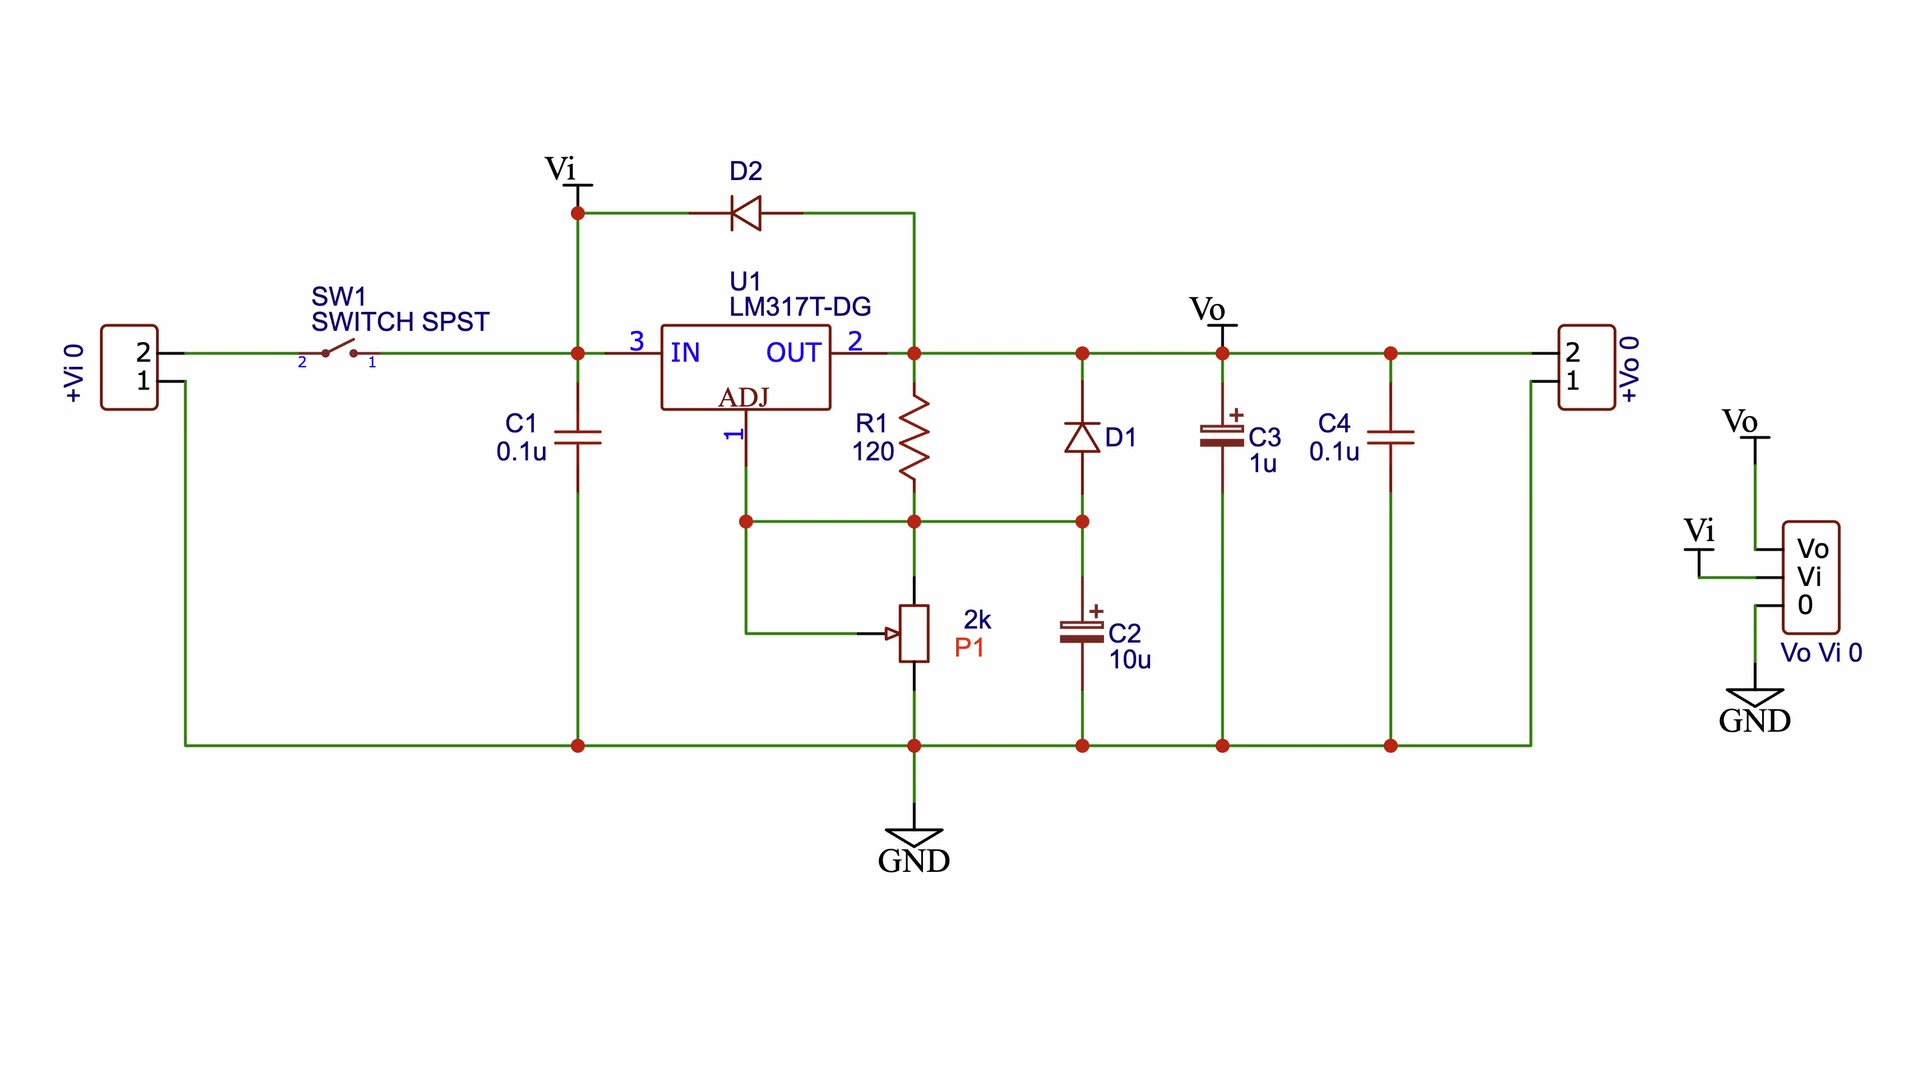 Vi
D2
U1
LM317T-DG
SW1
SWITCH SPST
2
1
+Vi 0
2
1
3
IN
OUT
2
ADJ
1
C1
0.1u
R1
120
D1
Vo
+
C3
1u
C4
0.1u
2
1
+Vo 0
2k
P1
+
C2
10u
GND
Vo
Vi
Vo
Vi
0
Vo Vi 0
GND